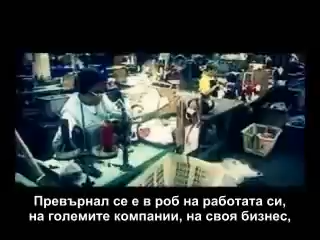 Превърнал се е в роб на работата си,
на големите компании, на своя бизнес,